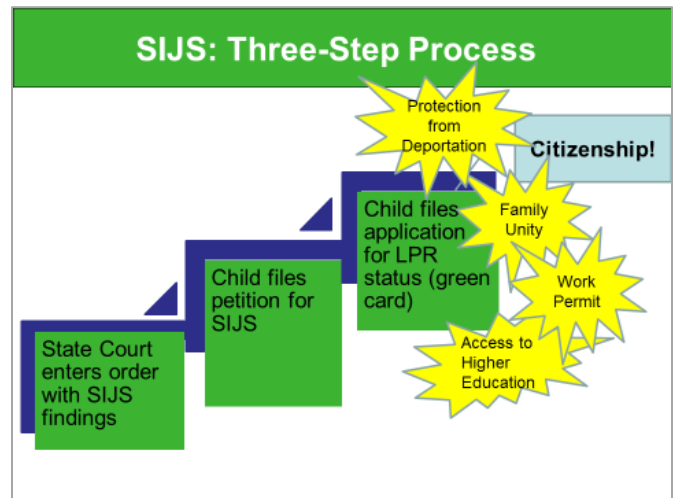 SIJS: Three-Step Process
Protection
from
Deportation
Citizenship!
Child files
application
for LPR
status (green
card)
Family
Unity
Work
Permit
Child files
petition for
SIJS
Access to
Higher
Education
State Court
enters order
with SIJS
findings